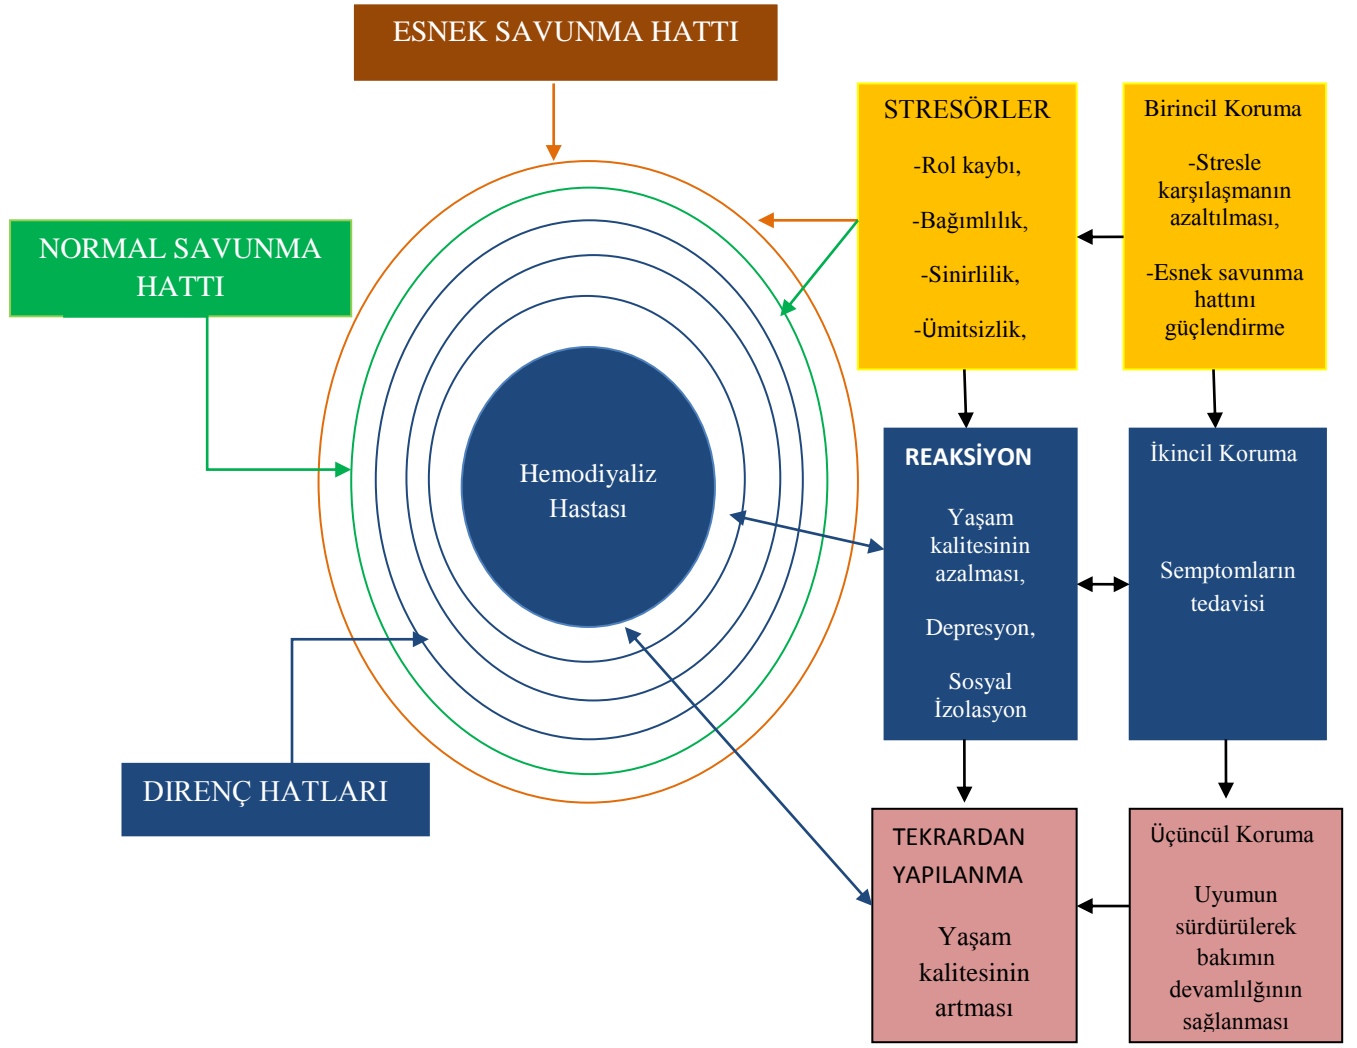 ESNEK SAVUNMA HATTI
STRESÖRLER
-Rol kaybı,
-Bağımlılık,
-Sinirlilik,
-Ümitsizlik,
Birincil Koruma
-Stresle
karşılaşmanın
azaltılması,
-Esnek savunma
hattını
güçlendirme
NORMAL SAVUNMA
HATTI
Hemodiyaliz
Hastası
REAKSİYON
Yaşam
kalitesinin
azalması,
Depresyon,
Sosyal
İzolasyon
İkincil Koruma
Semptomların
tedavisi
DIRENÇ HATLARI
TEKRARDAN
YAPILANMA
Yaşam
kalitesinin
artması
Üçüncül Koruma
Uyumun
sürdürülerek
bakımın
devamlılğının
sağlanması